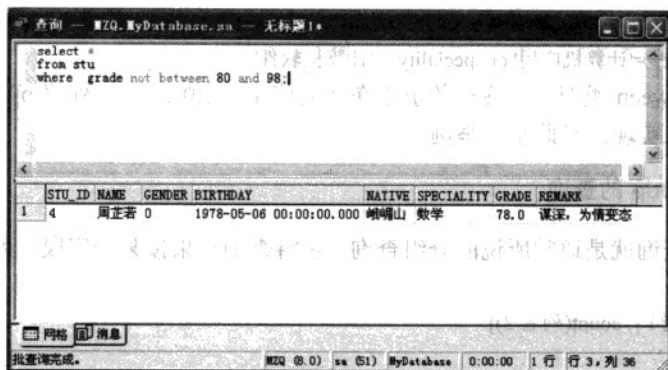 查询 — MZQ.MyDatabase.sa — 无标题1*
select *
from stu
where grade not between 80 and 98;
STU_ID NAME GENDER BIRTHDAY NATIVE SPECIALITY GRADE REMARK
1 4 周芷若 0 1978-05-06 00:00:00.000 峨嵋山 数学 78.0 谋深，为情变态
网格 消息
批查询完成。 MZQ (8.0) sa (51) MyDatabase 0:00:00 1 行 行 3, 列 36